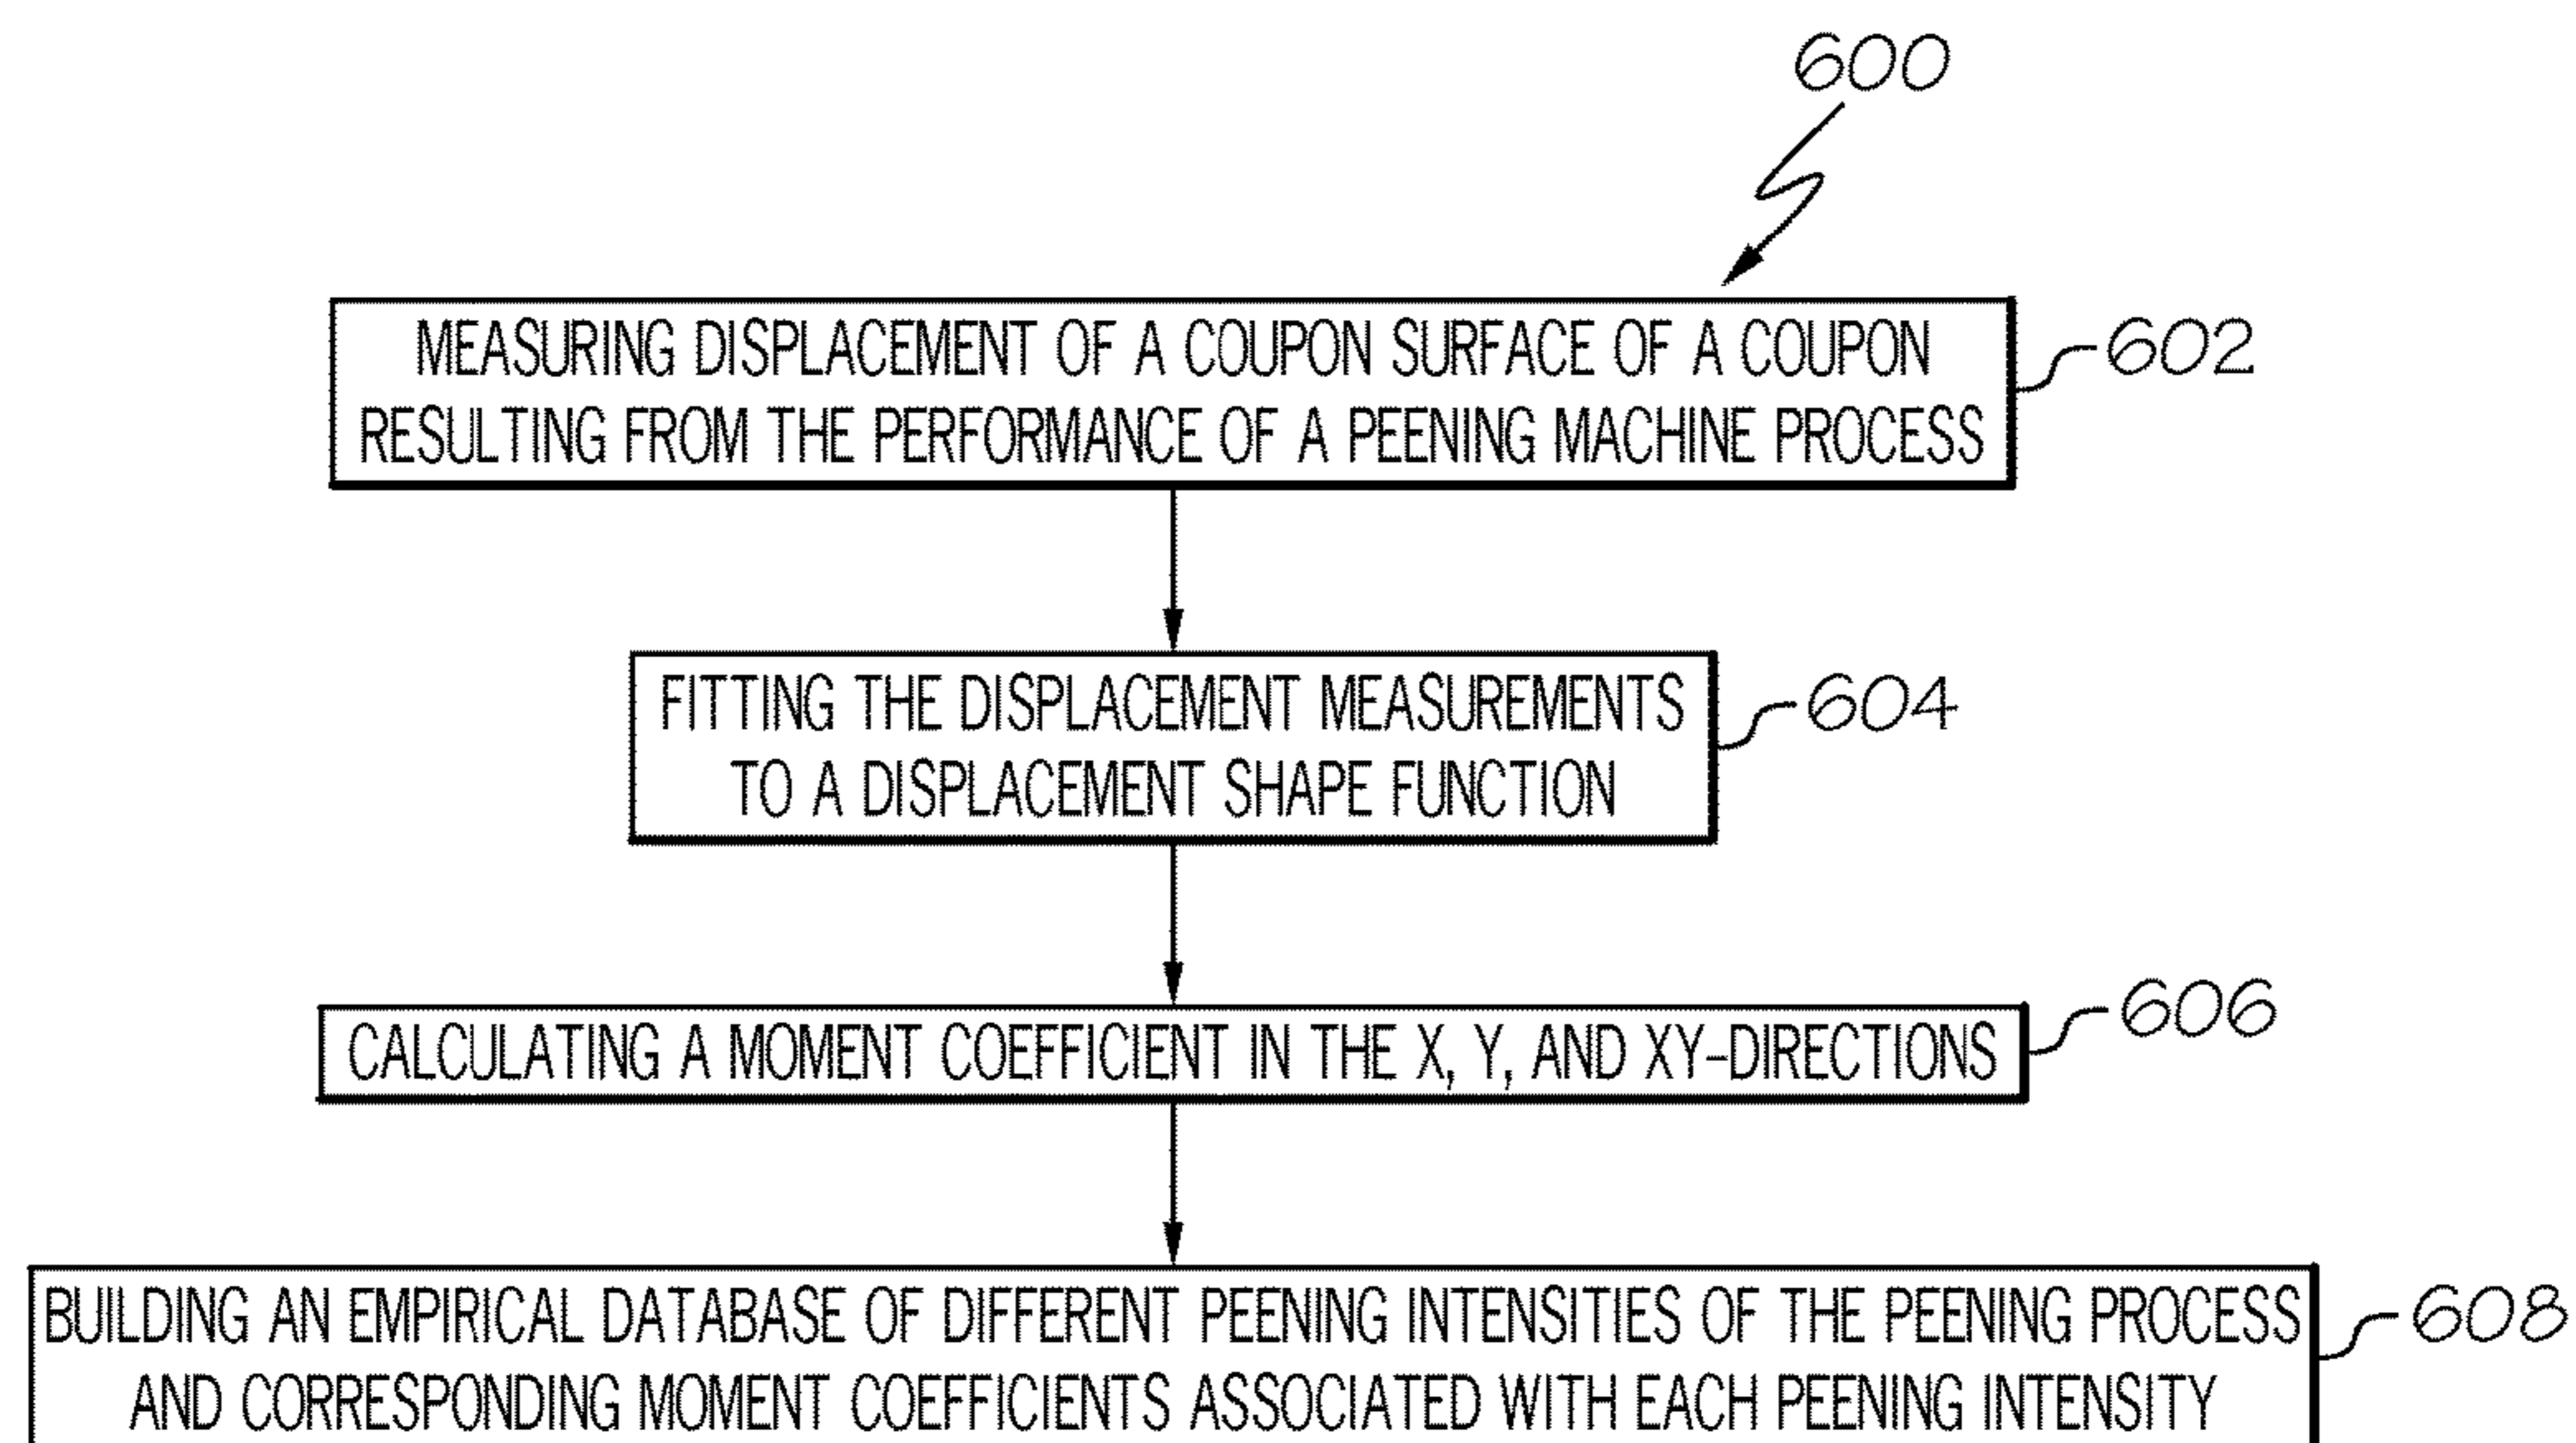 600
MEASURING DISPLACEMENT OF A COUPON SURFACE OF A COUPON
RESULTING FROM THE PERFORMANCE OF A PEENING MACHINE PROCESS
602
FITTING THE DISPLACEMENT MEASUREMENTS
TO A DISPLACEMENT SHAPE FUNCTION
604
CALCULATING A MOMENT COEFFICIENT IN THE X, Y, AND XY-DIRECTIONS
606
BUILDING AN EMPIRICAL DATABASE OF DIFFERENT PEENING INTENSITIES OF THE PEENING PROCESS
AND CORRESPONDING MOMENT COEFFICIENTS ASSOCIATED WITH EACH PEENING INTENSITY
608